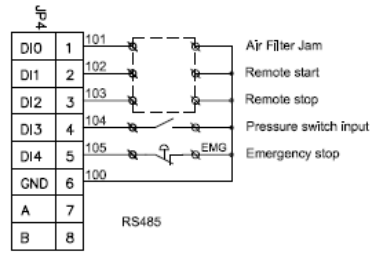 JP4
DI0 1 101 Air Filter Jam
DI1 2 102 Remote start
DI2 3 103 Remote stop
DI3 4 104 Pressure switch input
DI4 5 105 EMG Emergency stop
GND 6 100
A 7
RS485
B 8